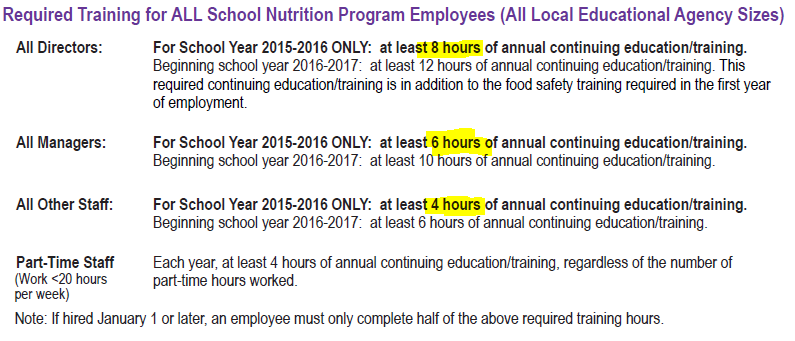 Required Training for ALL School Nutrition Program Employees (All Local Educational Agency Sizes)
All Directors: For School Year 2015-2016 ONLY: at least 8 hours of annual continuing education/training.
Beginning school year 2016-2017: at least 12 hours of annual continuing education/training. This
required continuing education/training is in addition to the food safety training required in the first year
of employment.
All Managers: For School Year 2015-2016 ONLY: at least 6 hours of annual continuing education/training.
Beginning school year 2016-2017: at least 10 hours of annual continuing education/training.
All Other Staff: For School Year 2015-2016 ONLY: at least 4 hours of annual continuing education/training.
Beginning school year 2016-2017: at least 6 hours of annual continuing education/training.
Part-Time Staff Each year, at least 4 hours of annual continuing education/training, regardless of the number of
(Work <20 hours part-time hours worked.
per week)
Note: If hired January 1 or later, an employee must only complete half of the above required training hours.